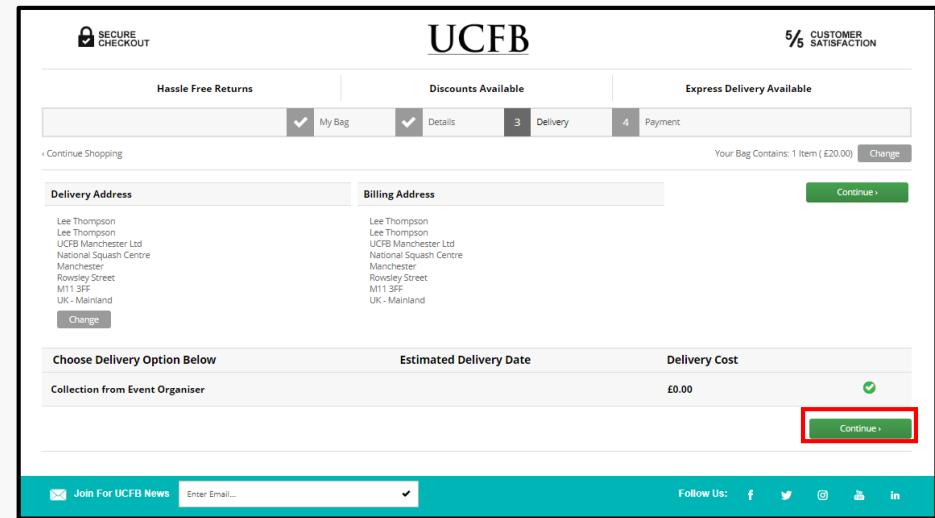 SECURE
CHECKOUT
UCFB
5/5 CUSTOMER
SATISFACTION
Hassle Free Returns
Discounts Available
Express Delivery Available
My Bag
Details
3 Delivery
4 Payment
‹ Continue Shopping
Your Bag Contains: 1 Item ( £20.00)
Change
Delivery Address
Billing Address
Continue ›
Lee Thompson
Lee Thompson
UCFB Manchester Ltd
National Squash Centre
Manchester
Rowsley Street
M11 3FF
UK - Mainland
Change
Lee Thompson
Lee Thompson
UCFB Manchester Ltd
National Squash Centre
Manchester
Rowsley Street
M11 3FF
UK - Mainland
Choose Delivery Option Below
Estimated Delivery Date
Delivery Cost
Collection from Event Organiser
£0.00
Continue ›
Join For UCFB News
Enter Email...
Follow Us: